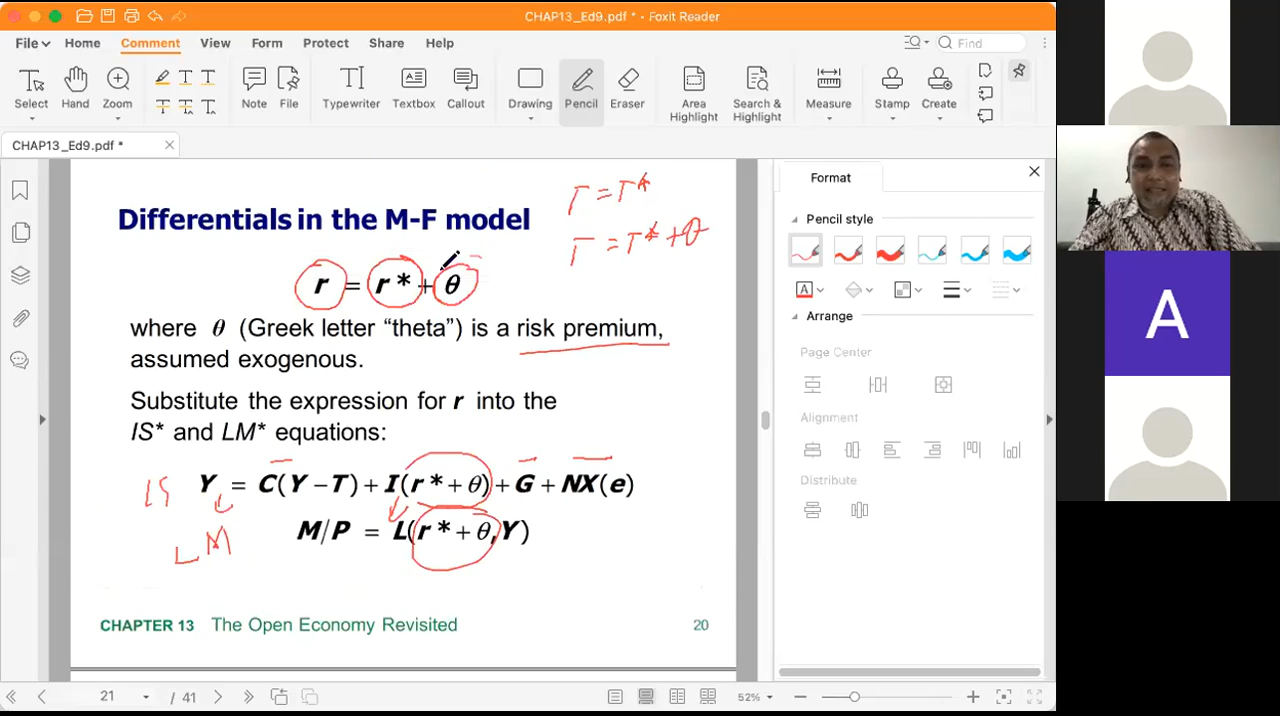 CHAP13_Ed9.pdf * - Foxit Reader
File Home Comment View Form Protect Share Help Find
Select Hand Zoom Note File Typewriter Textbox Callout Drawing Pencil Eraser Area Highlight Search & Highlight Measure Stamp Create
CHAP13_Ed9.pdf *
Format
Pencil style
Arrange
Page Center
Alignment
Distribute
r = r*
r = r* + θ
Differentials in the M-F model
r = r* + θ
where θ (Greek letter “theta”) is a risk premium,
assumed exogenous.
Substitute the expression for r into the
IS* and LM* equations:
IS Y = C(Y − T) + I(r* + θ) + G + NX(e)
LM M/P = L(r* + θ, Y)
CHAPTER 13 The Open Economy Revisited 20
21 / 41 52%
A